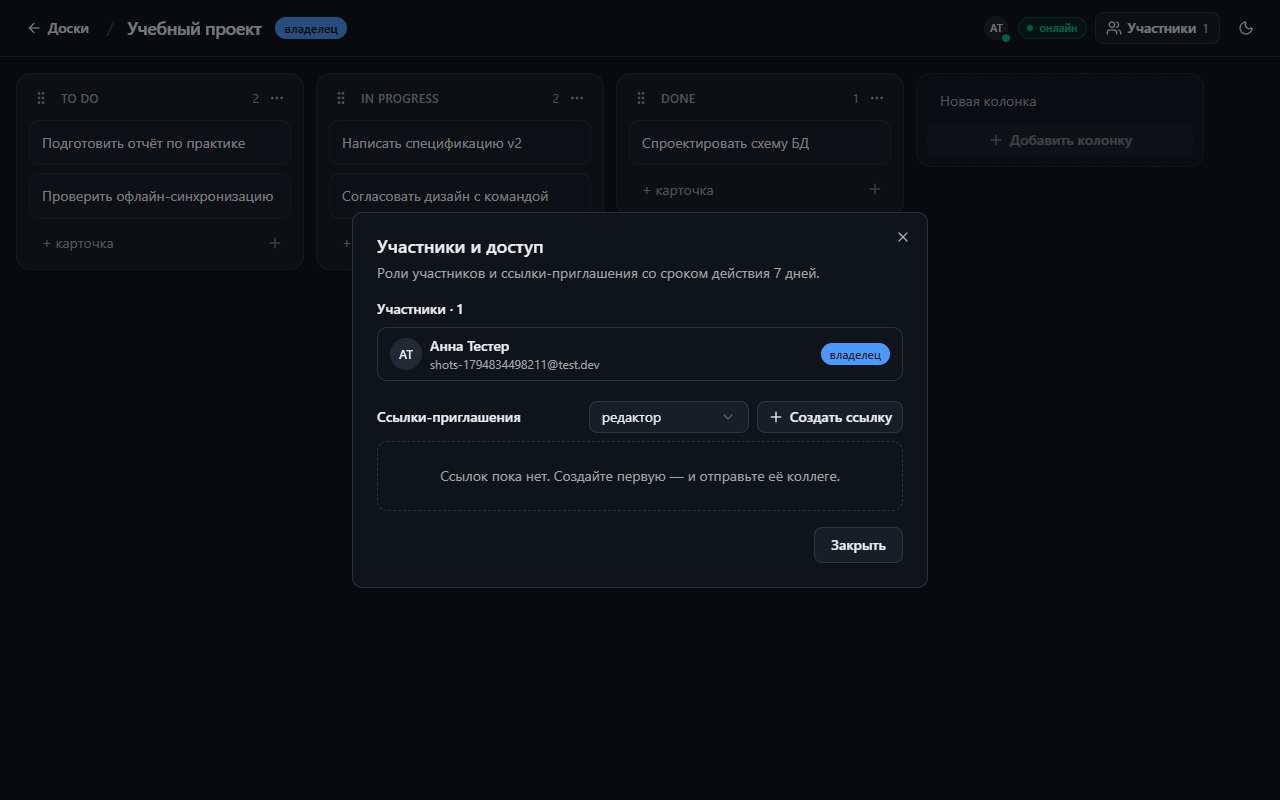 Доски / Учебный проект владелец
АТ онлайн Участники 1
TO DO 2
Подготовить отчёт по практике
Проверить офлайн-синхронизацию
+ карточка
IN PROGRESS 2
Написать спецификацию v2
Согласовать дизайн с командой
+
DONE 1
Спроектировать схему БД
+ карточка
Новая колонка
Добавить колонку
Участники и доступ
Роли участников и ссылки-приглашения со сроком действия 7 дней.
Участники · 1
АТ
Анна Тестер
shots-1794834498211@test.dev
владелец
Ссылки-приглашения
редактор
Создать ссылку
Ссылок пока нет. Создайте первую — и отправьте её коллеге.
Закрыть